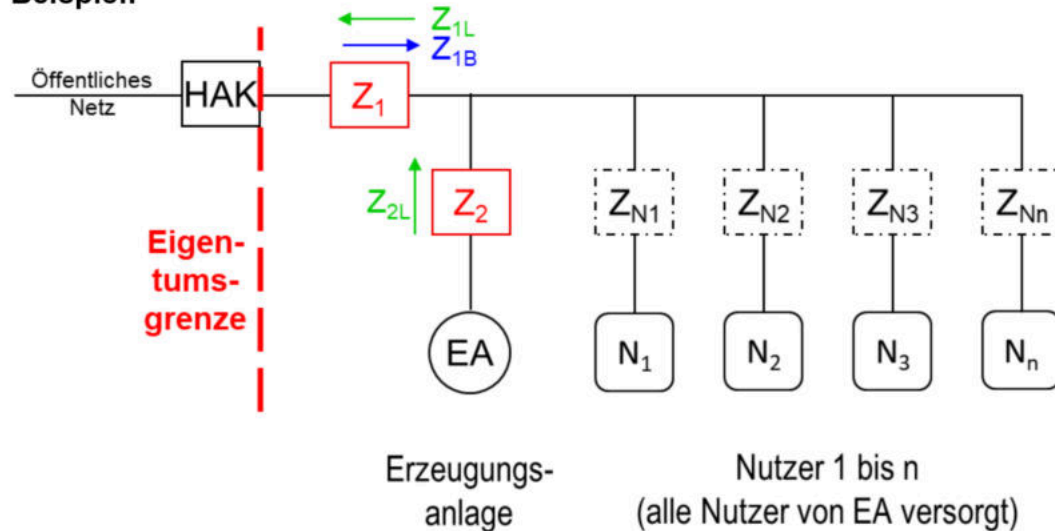 Beispiel:
Z1L
Z1B
Öffentliches
Netz
HAK
Z1
Z2L
Z2
ZN1
ZN2
ZN3
ZNn
Eigen-
tums-
grenze
EA
N1
N2
N3
Nn
Erzeugungs-
anlage
Nutzer 1 bis n
(alle Nutzer von EA versorgt)